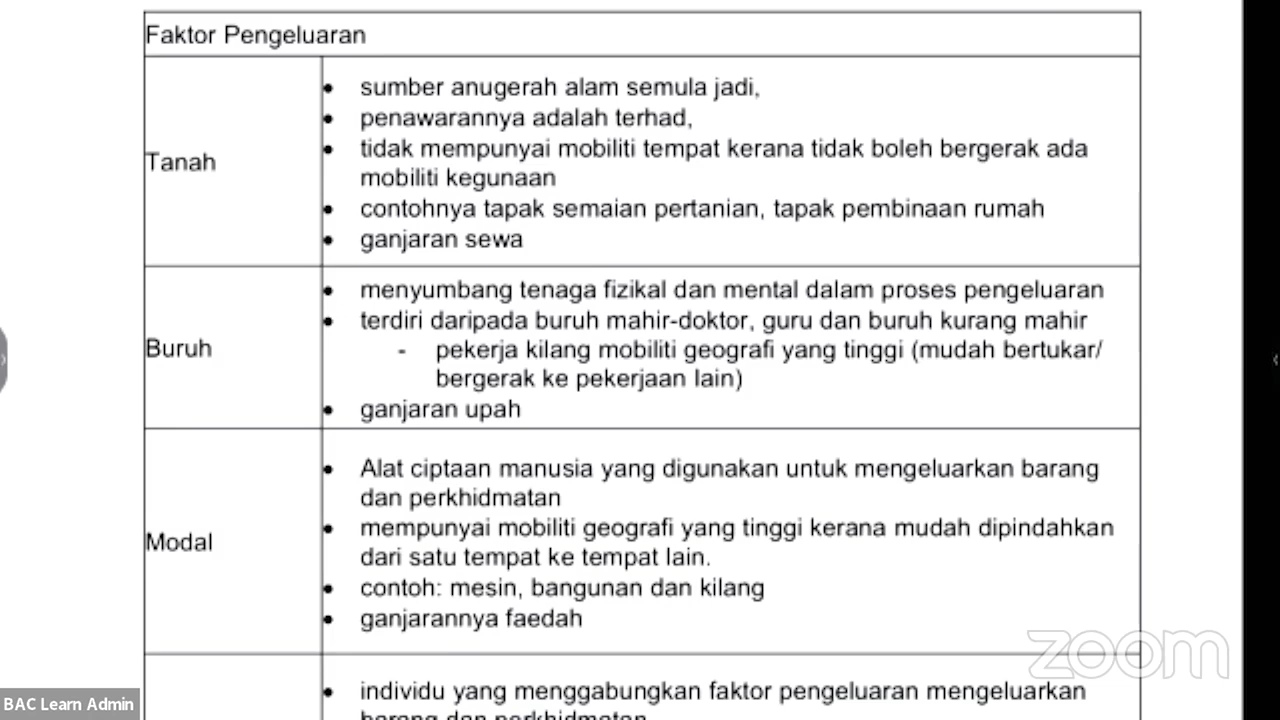 Faktor Pengeluaran
Tanah
• sumber anugerah alam semula jadi,
• penawarannya adalah terhad,
• tidak mempunyai mobiliti tempat kerana tidak boleh bergerak ada
mobiliti kegunaan
• contohnya tapak semaian pertanian, tapak pembinaan rumah
• ganjaran sewa
Buruh
• menyumbang tenaga fizikal dan mental dalam proses pengeluaran
• terdiri daripada buruh mahir-doktor, guru dan buruh kurang mahir
- pekerja kilang mobiliti geografi yang tinggi (mudah bertukar/
bergerak ke pekerjaan lain)
• ganjaran upah
Modal
• Alat ciptaan manusia yang digunakan untuk mengeluarkan barang
dan perkhidmatan
• mempunyai mobiliti geografi yang tinggi kerana mudah dipindahkan
dari satu tempat ke tempat lain.
• contoh: mesin, bangunan dan kilang
• ganjarannya faedah
• individu yang menggabungkan faktor pengeluaran mengeluarkan
barang dan perkhidmatan
zoom
BAC Learn Admin